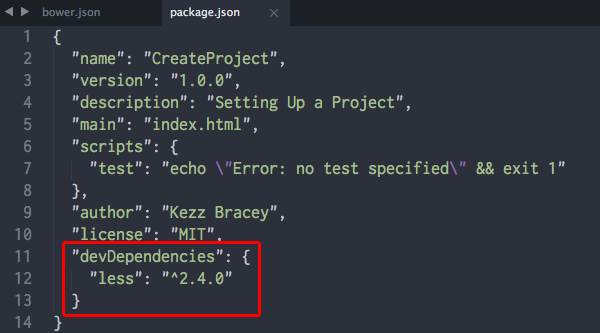 bower.json package.json ×
1 {
2 "name": "CreateProject",
3 "version": "1.0.0",
4 "description": "Setting Up a Project",
5 "main": "index.html",
6 "scripts": {
7 "test": "echo \"Error: no test specified\" && exit 1"
8 },
9 "author": "Kezz Bracey",
10 "license": "MIT",
11 "devDependencies": {
12 "less": "^2.4.0"
13 }
14 }